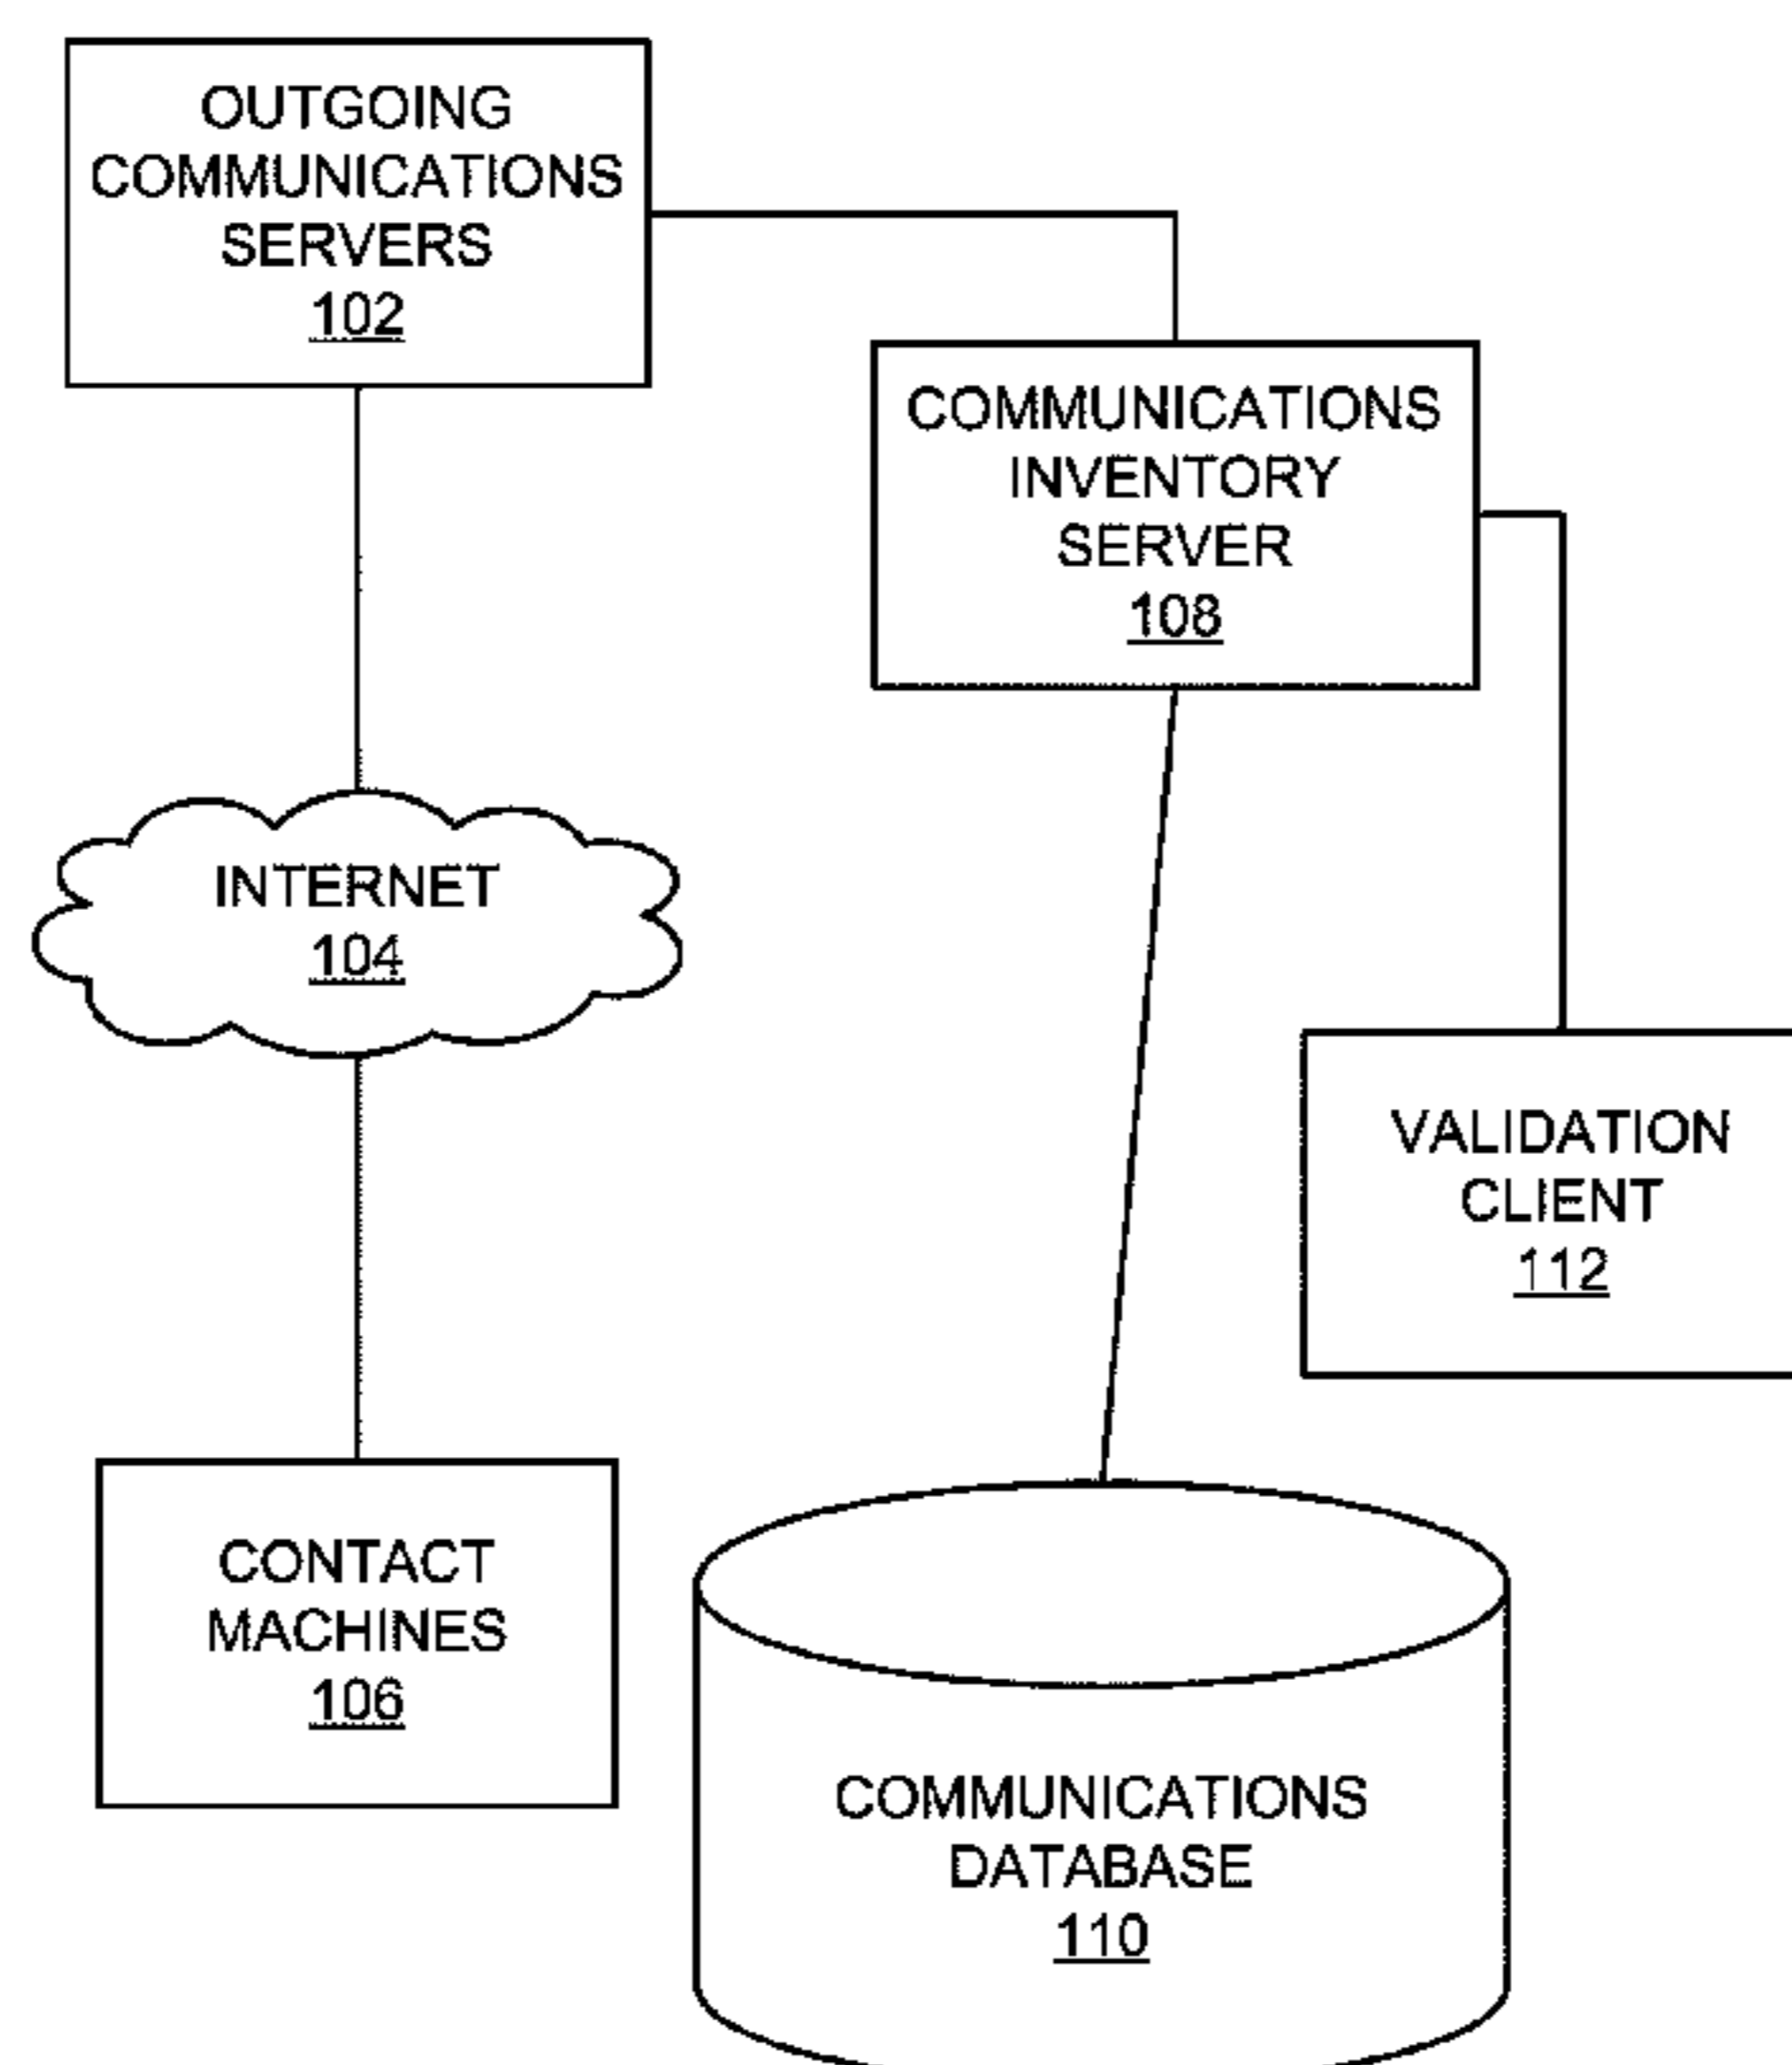 OUTGOING
COMMUNICATIONS
SERVERS
102
COMMUNICATIONS
INVENTORY
SERVER
108
INTERNET
104
VALIDATION
CLIENT
112
CONTACT
MACHINES
106
COMMUNICATIONS
DATABASE
110